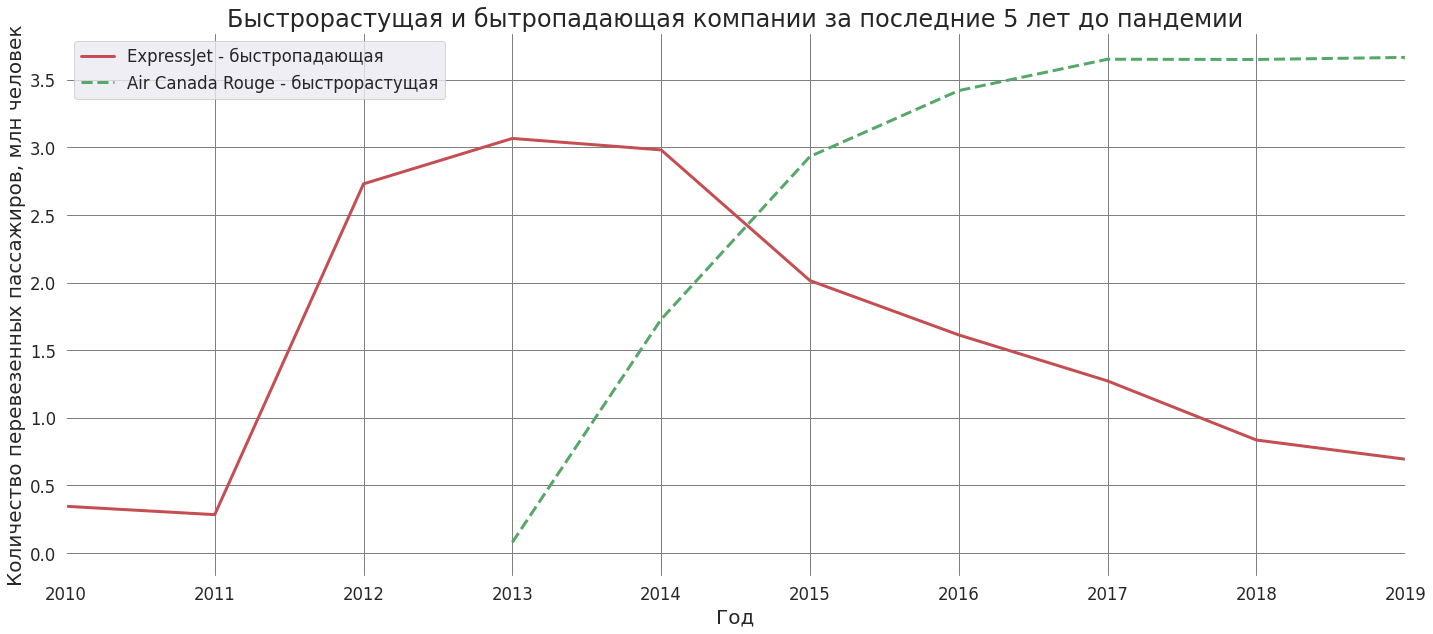 Быстрорастущая и бытропадающая компании за последние 5 лет до пандемии
ExpressJet - быстропадающая
Air Canada Rouge - быстрорастущая
Количество перевезенных пассажиров, млн человек
3.5
3.0
2.5
2.0
1.5
1.0
0.5
0.0
2010 2011 2012 2013 2014 2015 2016 2017 2018 2019
Год